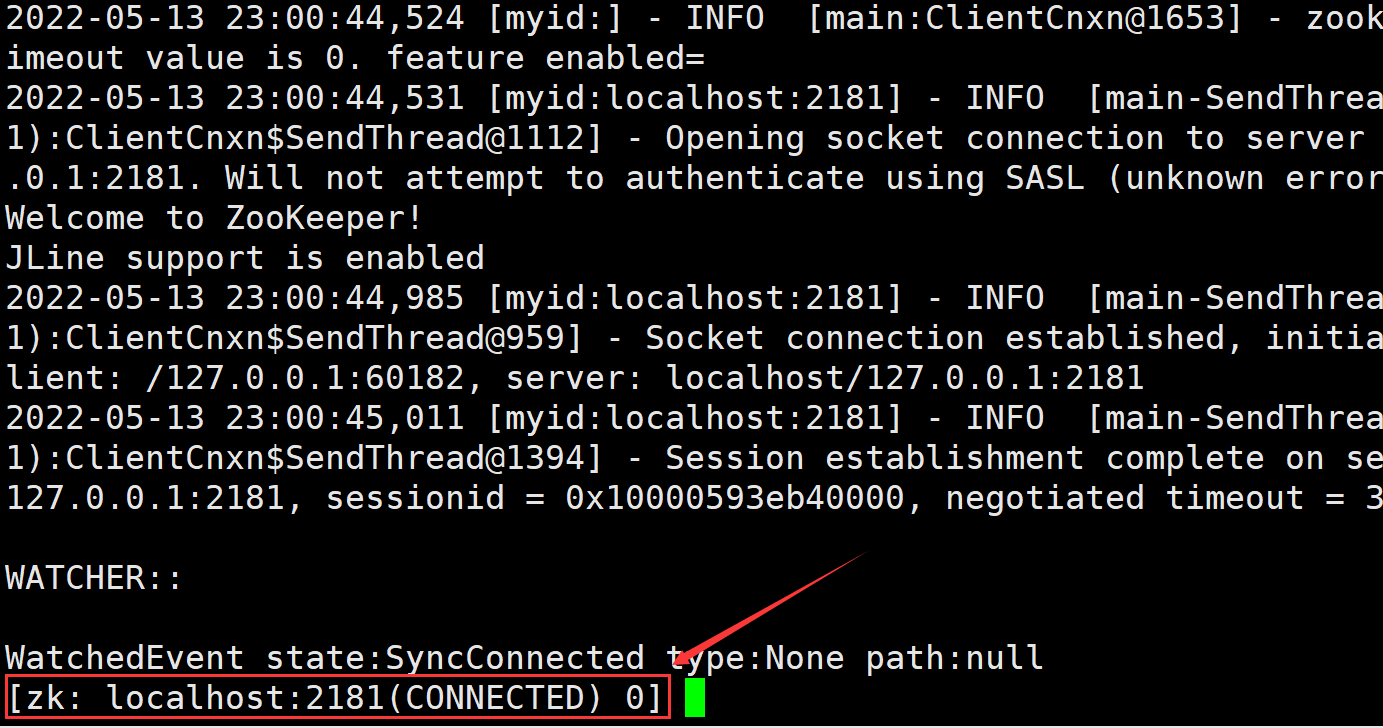 2022-05-13 23:00:44,524 [myid:] - INFO  [main:ClientCnxn@1653] - zook
imeout value is 0. feature enabled=
2022-05-13 23:00:44,531 [myid:localhost:2181] - INFO  [main-SendThrea
1):ClientCnxn$SendThread@1112] - Opening socket connection to server
.0.1:2181. Will not attempt to authenticate using SASL (unknown error
Welcome to ZooKeeper!
JLine support is enabled
2022-05-13 23:00:44,985 [myid:localhost:2181] - INFO  [main-SendThrea
1):ClientCnxn$SendThread@959] - Socket connection established, initia
lient: /127.0.0.1:60182, server: localhost/127.0.0.1:2181
2022-05-13 23:00:45,011 [myid:localhost:2181] - INFO  [main-SendThrea
1):ClientCnxn$SendThread@1394] - Session establishment complete on se
127.0.0.1:2181, sessionid = 0x10000593eb40000, negotiated timeout = 3
WATCHER::
WatchedEvent state:SyncConnected type:None path:null
[zk: localhost:2181(CONNECTED) 0]